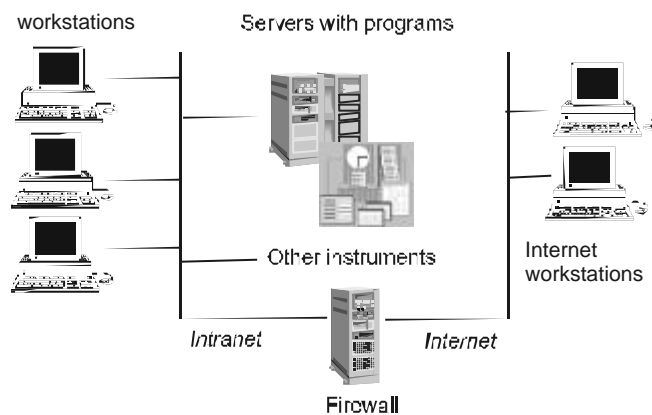 workstations
Servers with programs
Other instruments
Internet
workstations
Intranet
Internet
Firewall